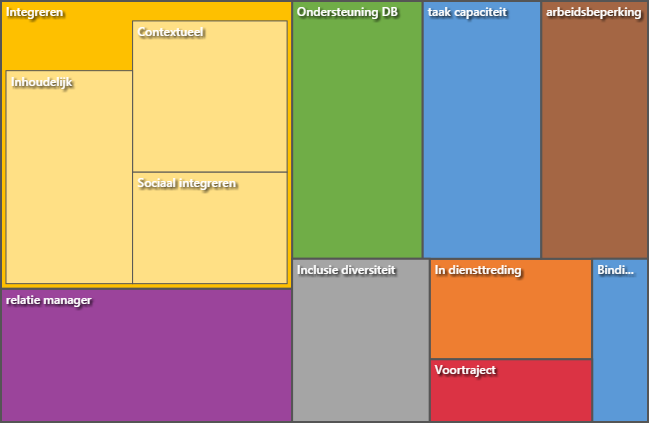 Integreren
Contextueel
Inhoudelijk
Sociaal integreren
relatie manager
Ondersteuning DB
taak capaciteit
arbeidsbeperking
Inclusie diversiteit
In diensttreding
Bindi...
Voortraject